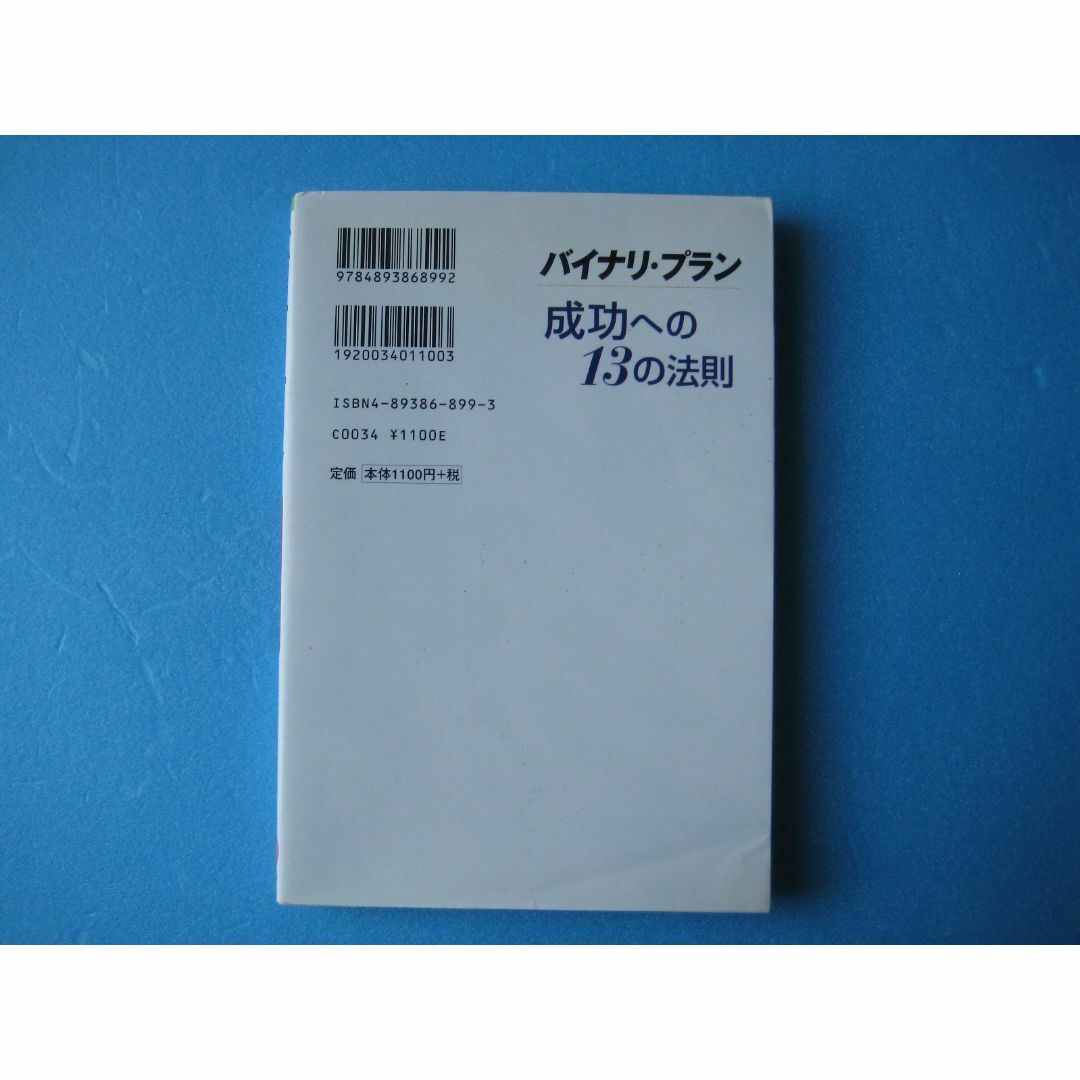 9784893868992
1920034011003
ISBN4-89386-899-3
C0034 ¥1100E
定価 本体1100円+税
バイナリ・プラン
成功への
13の法則